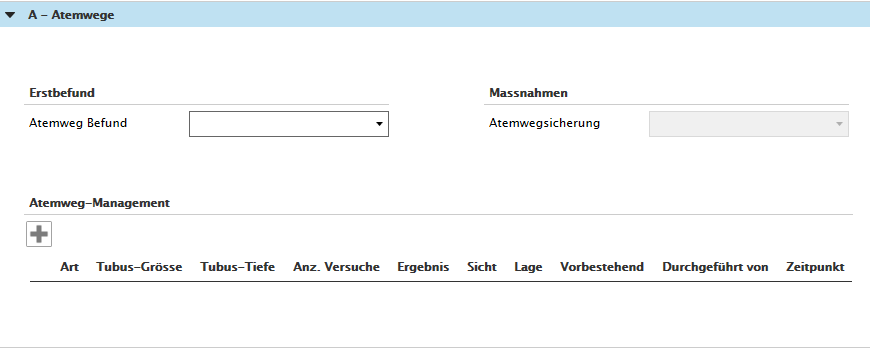 A - Atemwege
Erstbefund
Atemweg Befund
Massnahmen
Atemwegsicherung
Atemweg-Management
Art Tubus-Grösse Tubus-Tiefe Anz. Versuche Ergebnis Sicht Lage Vorbestehend Durchgeführt von Zeitpunkt